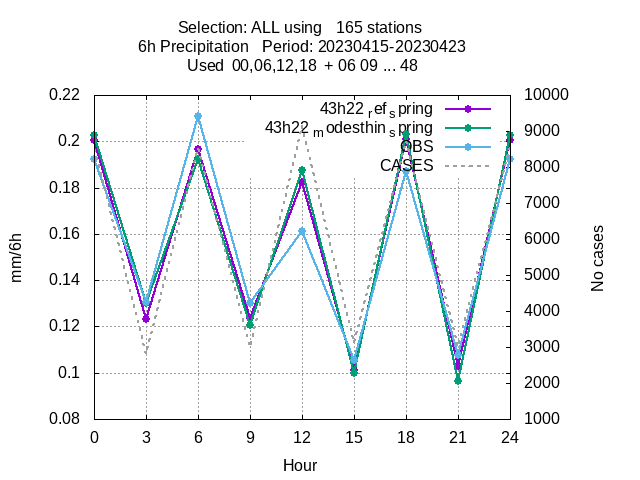 Selection: ALL using   165 stations
6h Precipitation   Period: 20230415-20230423
Used  00,06,12,18  + 06 09 ... 48
43h22 ref spring
43h22 modesthin spring
OBS
CASES
0.22
0.2
0.18
0.16
0.14
0.12
0.1
0.08
10000
9000
8000
7000
6000
5000
4000
3000
2000
1000
mm/6h
No cases
0 3 6 9 12 15 18 21 24
Hour